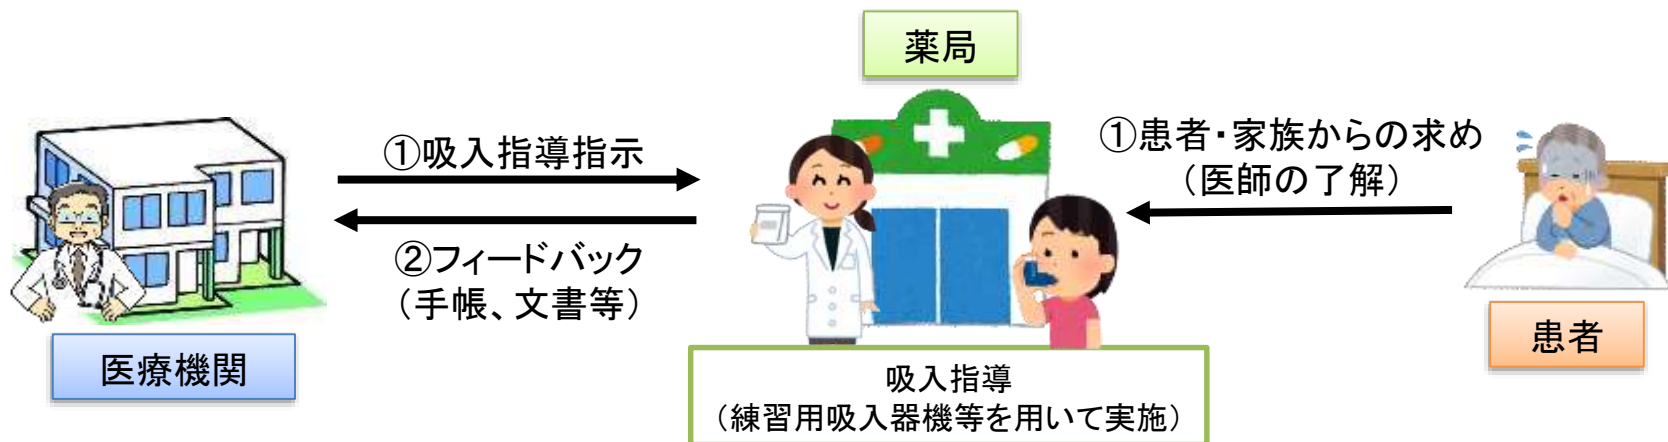 薬局
①吸入指導指示
①患者・家族からの求め
（医師の了解）
②フィードバック
（手帳、文書等）
医療機関
患者
吸入指導
（練習用吸入器機等を用いて実施）